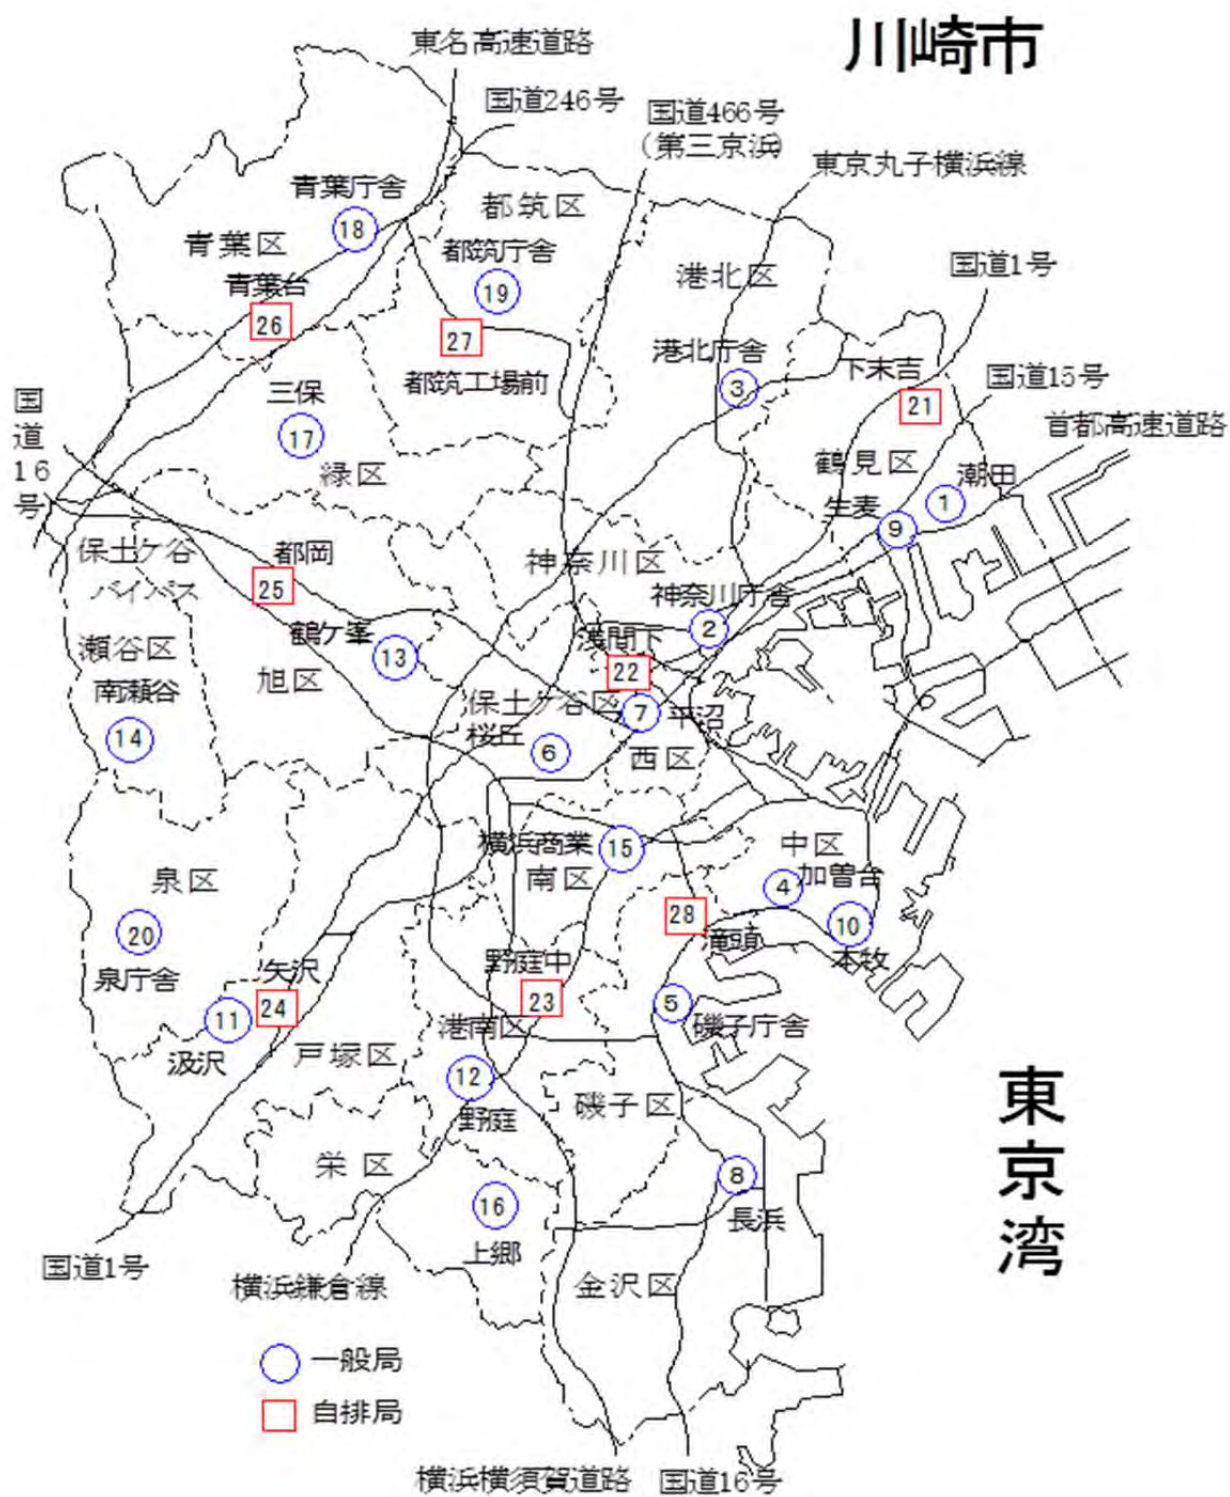 川崎市
東名高速道路
国道246号
国道466号
(第三京浜)
東京丸子横浜線
青葉庁舎
18
都筑区
青葉区
都筑庁舎
19
港北区
国道1号
青葉台
26
27
都筑工場前
港北庁舎
3
下末吉
21
国道15号
首都高速道路
三保
17
緑区
国
道
16
号
鶴見区
潮田
1
生麦
9
保土ケ谷
バイパス
都岡
25
神奈川区
神奈川庁舎
2
瀬谷区
南瀬谷
14
鶴ケ峯
13
旭区
浅間下
22
保土ケ谷区
7
平沼
桜丘
6
西区
横浜商業
15
南区
中区
加曽台
4
10
本牧
泉区
20
泉庁舎
28
滝頭
矢沢
24
11
汲沢
野庭中
23
5
磯子庁舎
港南区
戸塚区
12
野庭
磯子区
東
京
湾
栄区
16
上郷
8
長浜
国道1号
横浜鎌倉線
金沢区
一般局
自排局
横浜横須賀道路
国道16号